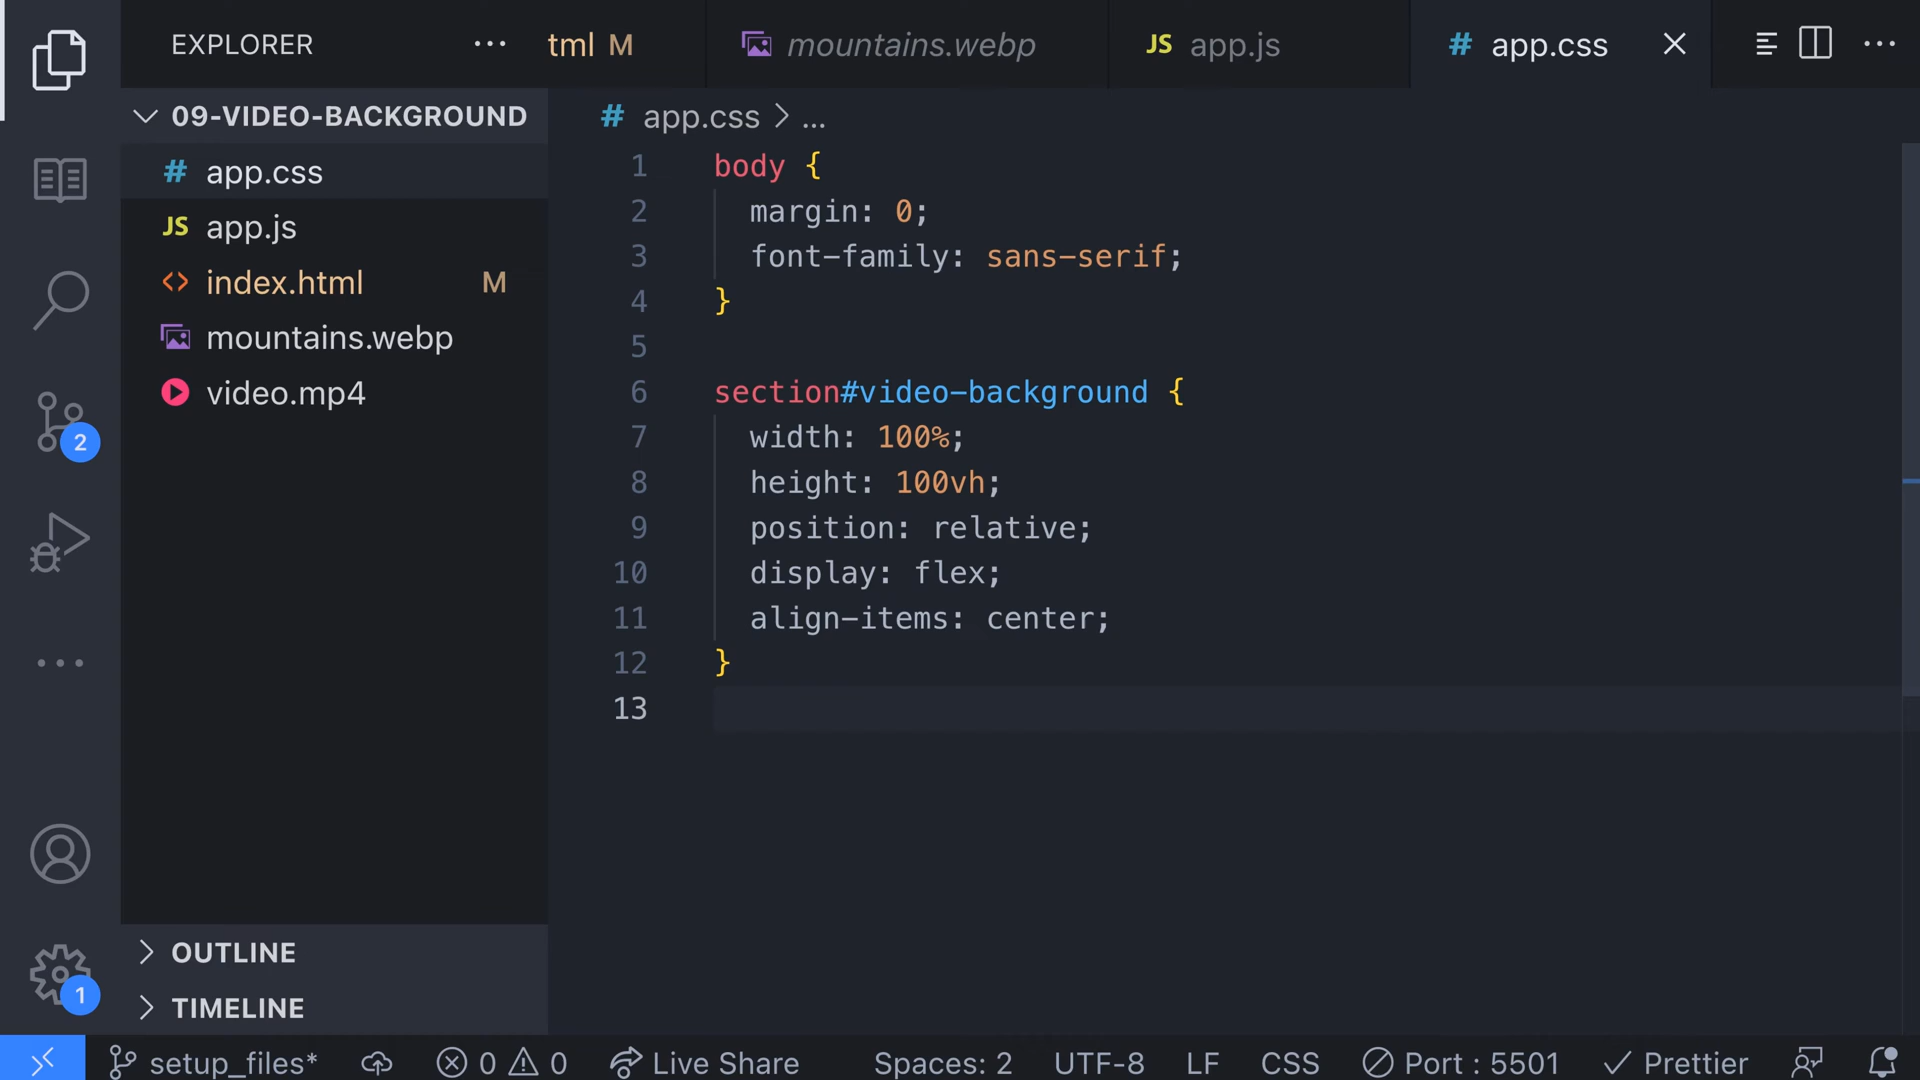 EXPLORER
tml M
mountains.webp
JS app.js
# app.css
09-VIDEO-BACKGROUND
# app.css
JS app.js
<> index.html M
mountains.webp
video.mp4
2
1
OUTLINE
TIMELINE
# app.css > ...
1 body {
2 margin: 0;
3 font-family: sans-serif;
4 }
5
6 section#video-background {
7 width: 100%;
8 height: 100vh;
9 position: relative;
10 display: flex;
11 align-items: center;
12 }
13
setup_files* 0 0 Live Share Spaces: 2 UTF-8 LF CSS Port : 5501 Prettier